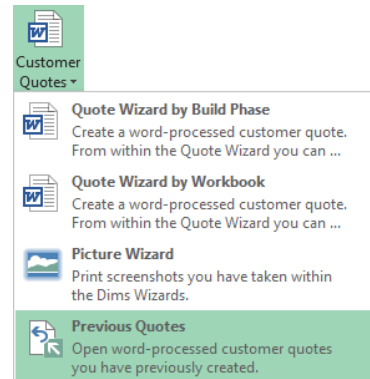 Customer
Quotes
Quote Wizard by Build Phase
Create a word-processed customer quote.
From within the Quote Wizard you can ...
Quote Wizard by Workbook
Create a word-processed customer quote.
From within the Quote Wizard you can ...
Picture Wizard
Print screenshots you have taken within
the Dims Wizards.
Previous Quotes
Open word-processed customer quotes
you have previously created.